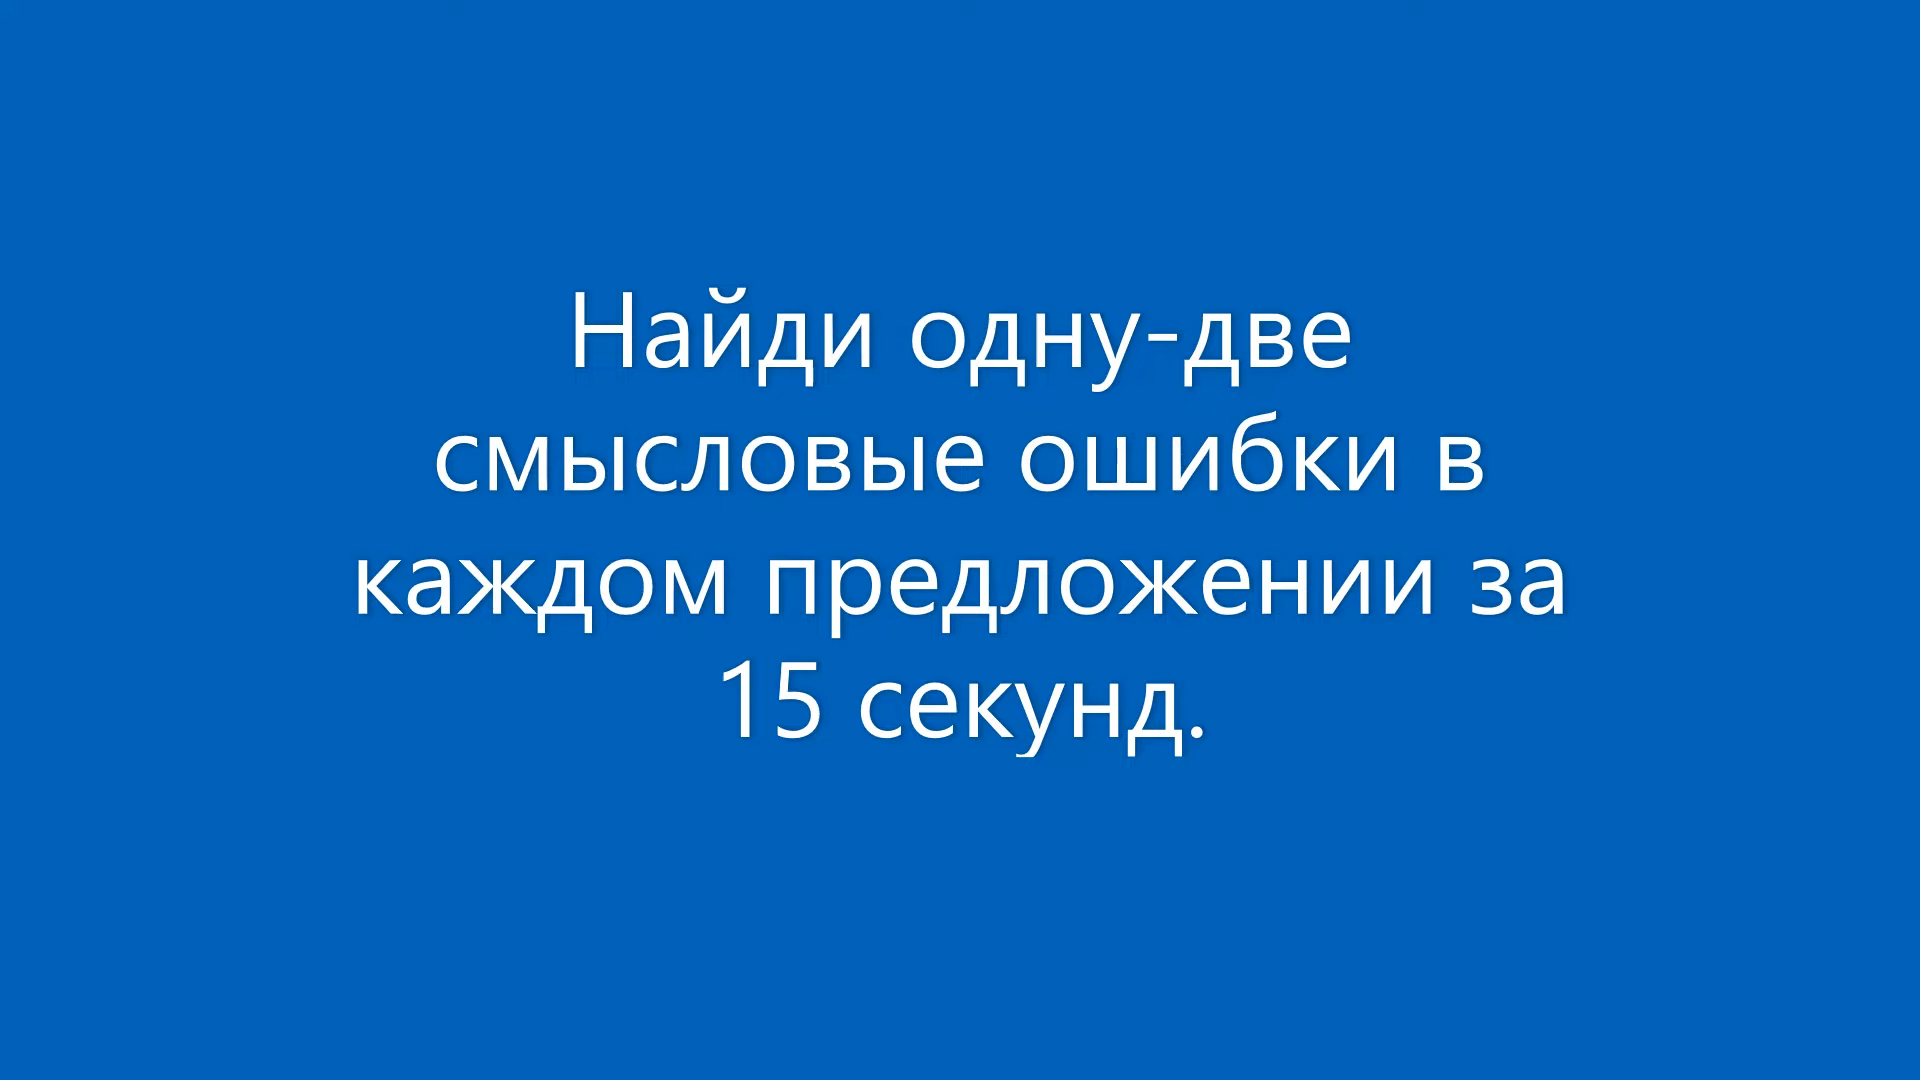 Найди одну-две
смысловые ошибки в
каждом предложении за
15 секунд.